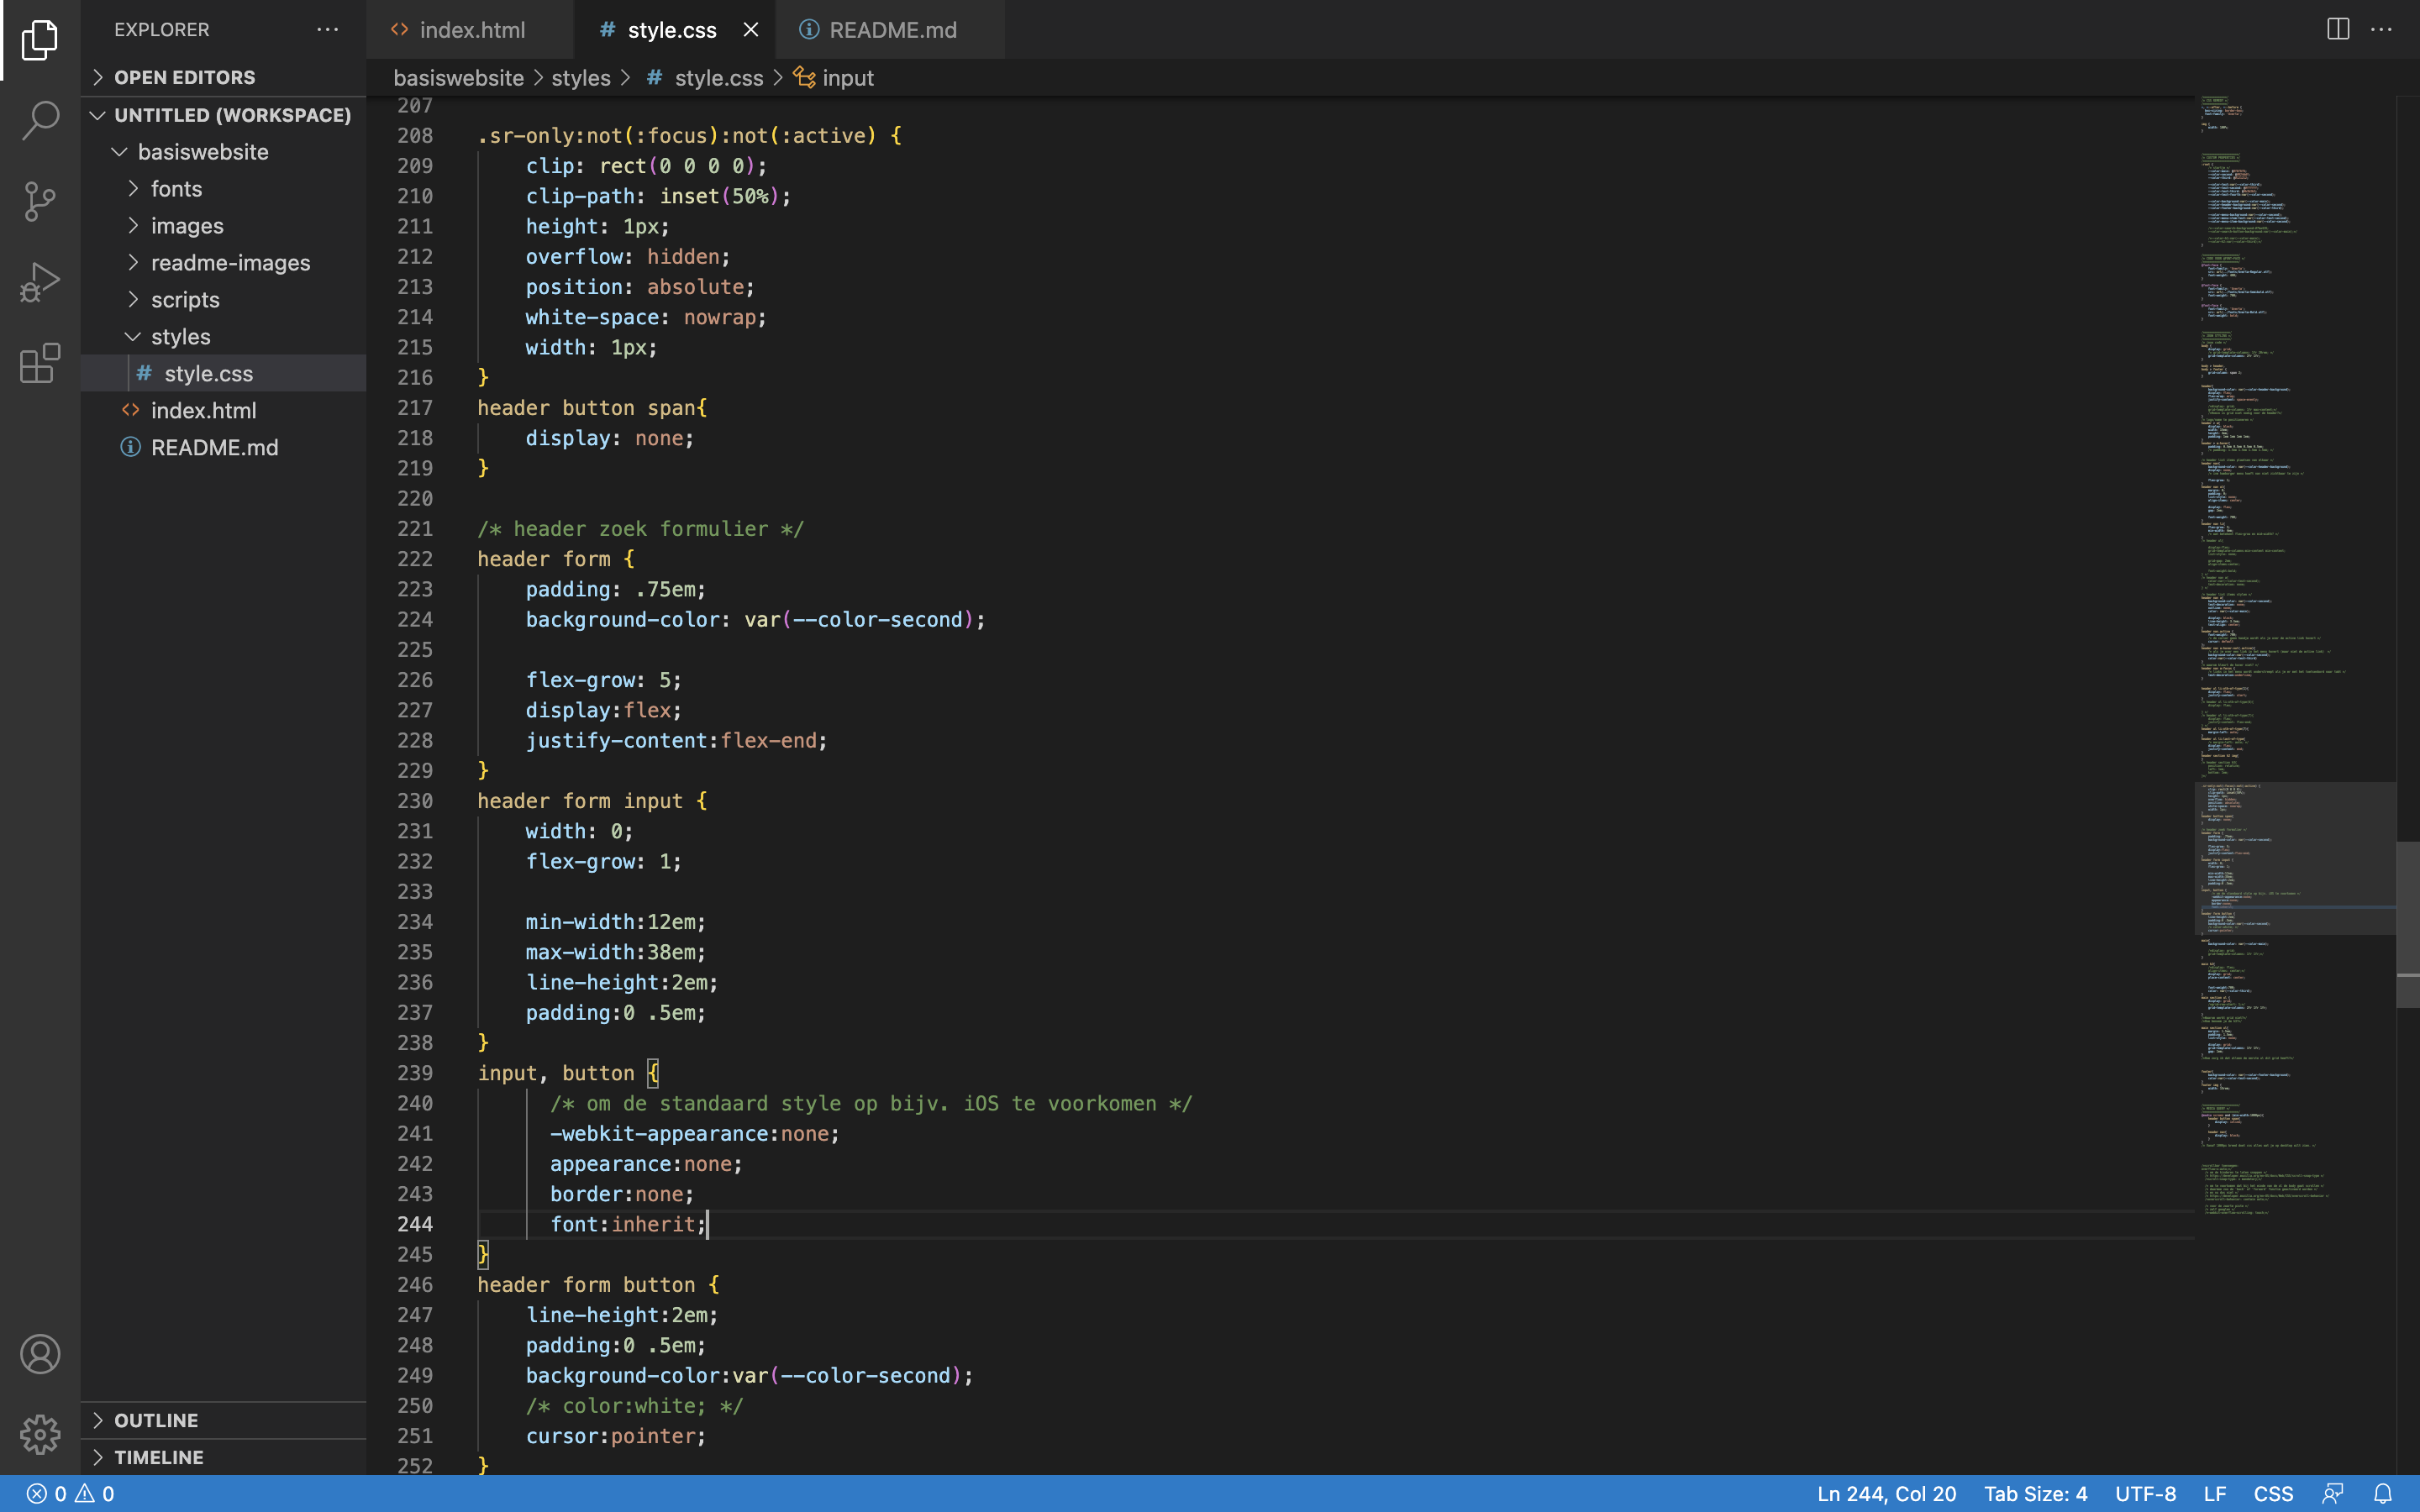 EXPLORER
index.html
# style.css
README.md
OPEN EDITORS
basiswebsite > styles > # style.css > input
UNTITLED (WORKSPACE)
basiswebsite
fonts
images
readme-images
scripts
styles
# style.css
index.html
README.md
OUTLINE
TIMELINE
207
208 .sr-only:not(:focus):not(:active) {
209 clip: rect(0 0 0 0);
210 clip-path: inset(50%);
211 height: 1px;
212 overflow: hidden;
213 position: absolute;
214 white-space: nowrap;
215 width: 1px;
216 }
217 header button span{
218 display: none;
219 }
220
221 /* header zoek formulier */
222 header form {
223 padding: .75em;
224 background-color: var(--color-second);
225
226 flex-grow: 5;
227 display:flex;
228 justify-content:flex-end;
229 }
230 header form input {
231 width: 0;
232 flex-grow: 1;
233
234 min-width:12em;
235 max-width:38em;
236 line-height:2em;
237 padding:0 .5em;
238 }
239 input, button {
240 /* om de standaard style op bijv. iOS te voorkomen */
241 -webkit-appearance:none;
242 appearance:none;
243 border:none;
244 font:inherit;
245 }
246 header form button {
247 line-height:2em;
248 padding:0 .5em;
249 background-color:var(--color-second);
250 /* color:white; */
251 cursor:pointer;
252 }
0 0
Ln 244, Col 20
Tab Size: 4
UTF-8
LF
CSS